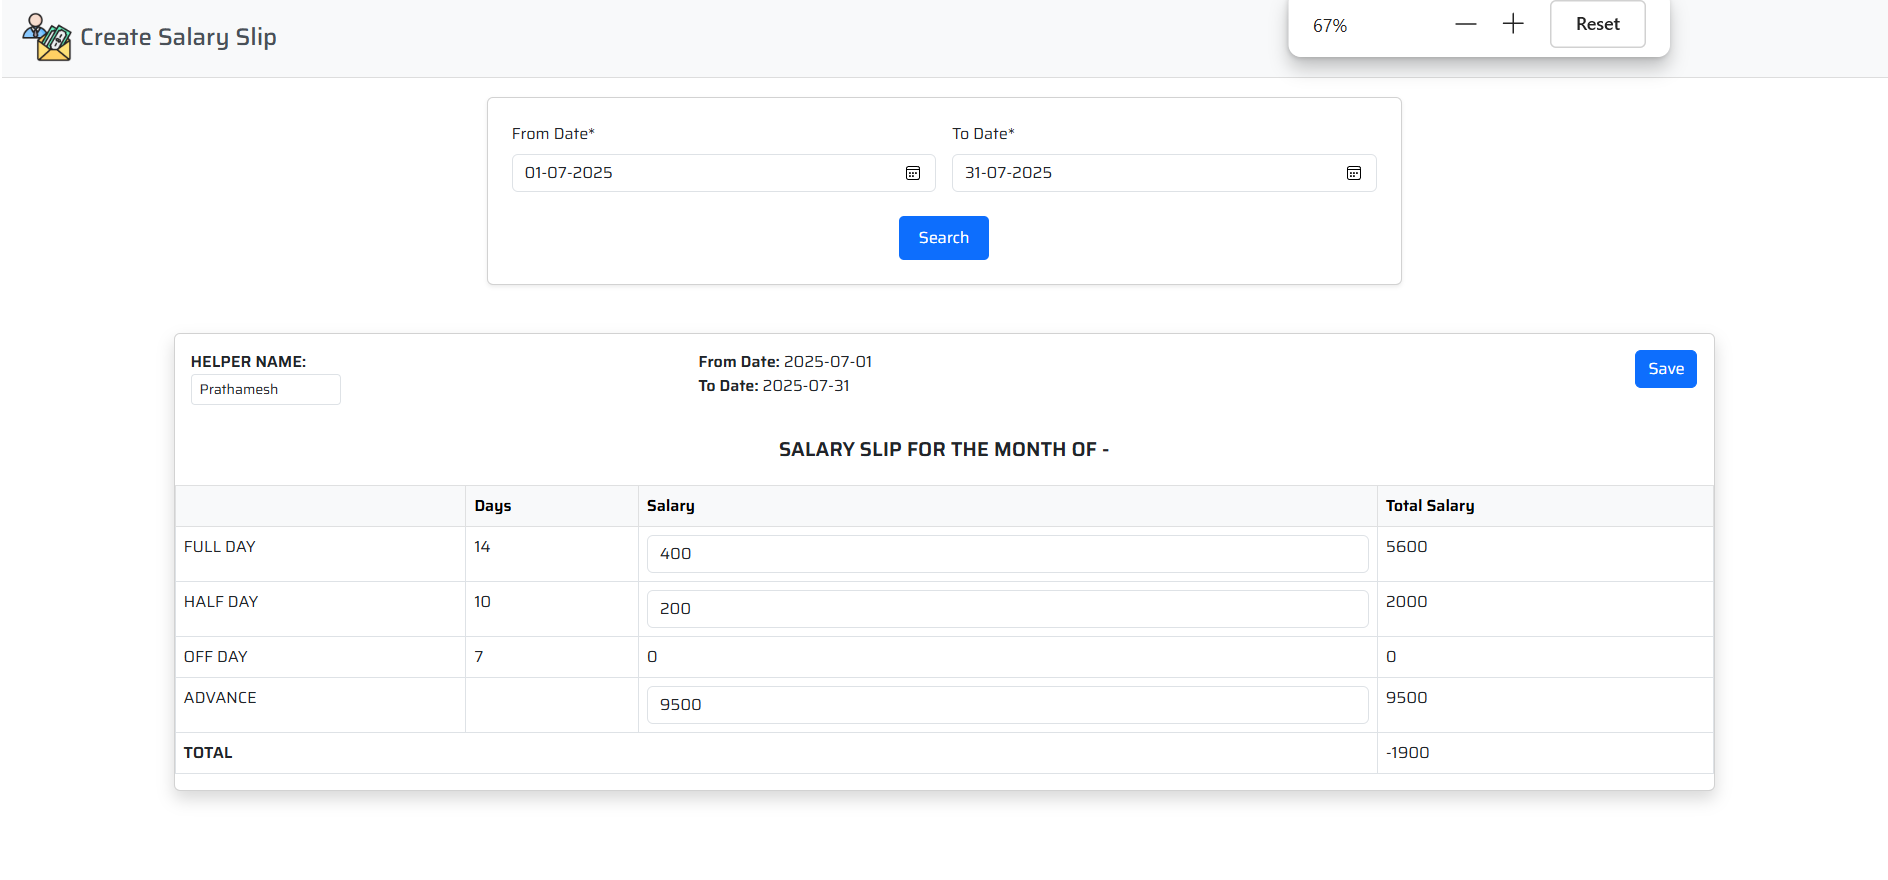 Create Salary Slip
67%
Reset
From Date* To Date*
01-07-2025 31-07-2025
Search
HELPER NAME: From Date: 2025-07-01 Save
Prathamesh To Date: 2025-07-31
SALARY SLIP FOR THE MONTH OF -
Days Salary Total Salary
FULL DAY 14 400 5600
HALF DAY 10 200 2000
OFF DAY 7 0 0
ADVANCE 9500 9500
TOTAL -1900